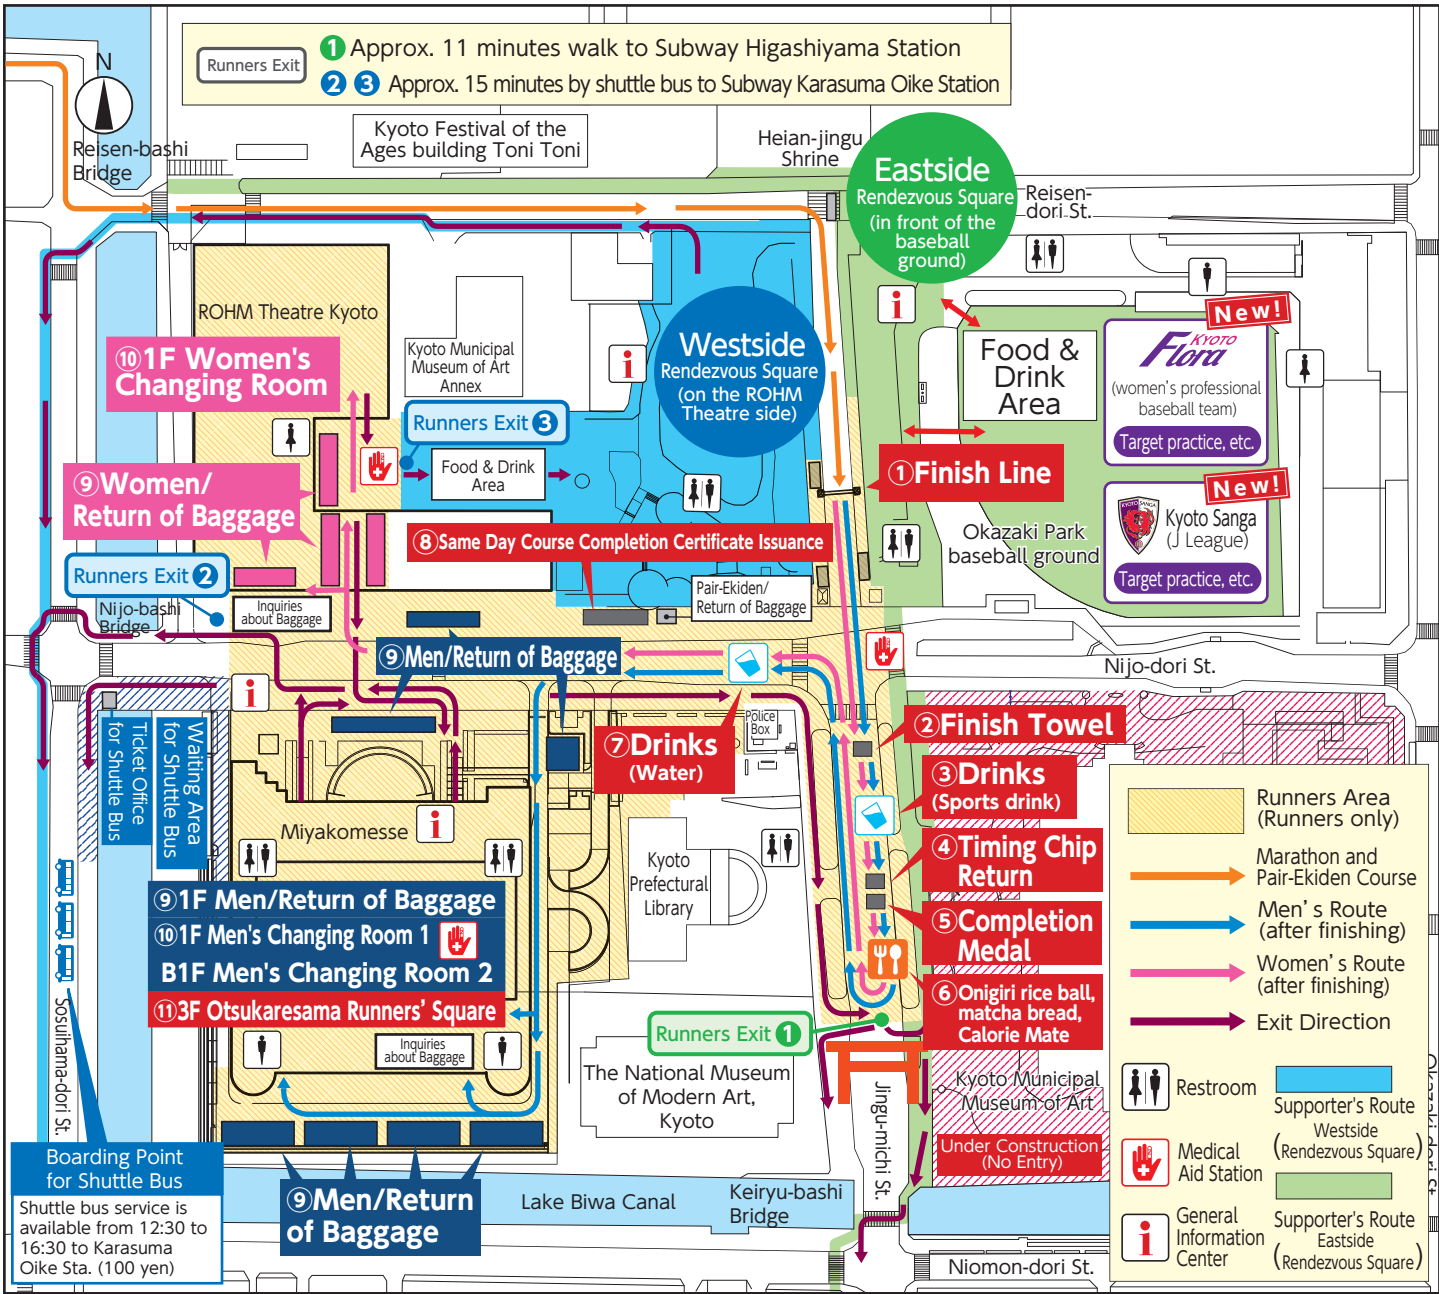 Runners Exit
1 Approx. 11 minutes walk to Subway Higashiyama Station
2 3 Approx. 15 minutes by shuttle bus to Subway Karasuma Oike Station
N
Reisen-bashi
Bridge
Kyoto Festival of the
Ages building Toni Toni
Heian-jingu
Shrine
Eastside
Rendezvous Square
(in front of the
baseball
ground)
Reisen-
dori St.
ROHM Theatre Kyoto
Kyoto Municipal
Museum of Art
Annex
Westside
Rendezvous Square
(on the ROHM
Theatre side)
Food &
Drink
Area
New!
KYOTO
Flora
(women's professional
baseball team)
Target practice, etc.
⑩1F Women's
Changing Room
Runners Exit 3
Food & Drink
Area
①Finish Line
New!
KYOTO SANGA
Kyoto Sanga
(J League)
Target practice, etc.
Okazaki Park
baseball ground
⑨Women/
Return of Baggage
⑧Same Day Course Completion Certificate Issuance
Runners Exit 2
Nijo-bashi
Bridge
Inquiries
about Baggage
Pair-Ekiden/
Return of Baggage
⑨Men/Return of Baggage
Nijo-dori St.
Ticket Office
for Shuttle Bus
Waiting Area
for Shuttle Bus
⑦Drinks
(Water)
Police
Box
②Finish Towel
③Drinks
(Sports drink)
④Timing Chip
Return
⑤Completion
Medal
⑥Onigiri rice ball,
matcha bread,
Calorie Mate
Miyakomesse
Kyoto
Prefectural
Library
⑨1F Men/Return of Baggage
⑩1F Men's Changing Room 1
B1F Men's Changing Room 2
⑪3F Otsukaresama Runners' Square
Inquiries
about Baggage
Runners Exit 1
The National Museum
of Modern Art,
Kyoto
Kyoto Municipal
Museum of Art
Under Construction
(No Entry)
Jingu-michi St.
Sosuihama-dori St.
Boarding Point
for Shuttle Bus
Shuttle bus service is
available from 12:30 to
16:30 to Karasuma
Oike Sta. (100 yen)
⑨Men/Return
of Baggage
Lake Biwa Canal
Keiryu-bashi
Bridge
Niomon-dori St.
Runners Area
(Runners only)
Marathon and
Pair-Ekiden Course
Men's Route
(after finishing)
Women's Route
(after finishing)
Exit Direction
Restroom
Medical
Aid Station
General
Information
Center
Supporter's Route
Westside
(Rendezvous Square)
Supporter's Route
Eastside
(Rendezvous Square)